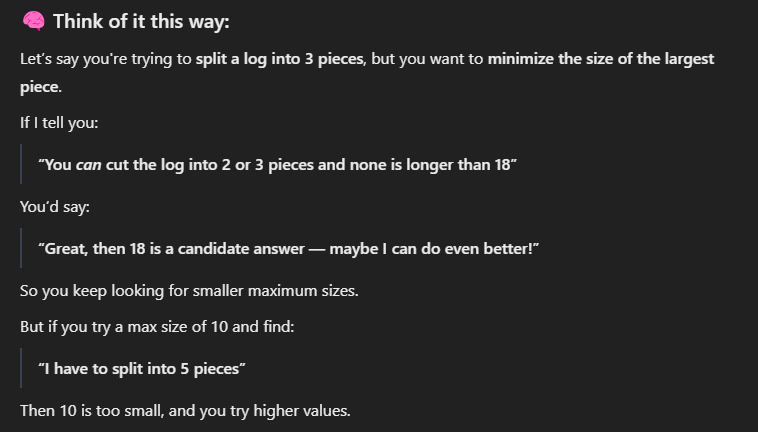 🧠 Think of it this way:
Let's say you're trying to split a log into 3 pieces, but you want to minimize the size of the largest
piece.
If I tell you:
"You can cut the log into 2 or 3 pieces and none is longer than 18"
You'd say:
"Great, then 18 is a candidate answer — maybe I can do even better!"
So you keep looking for smaller maximum sizes.
But if you try a max size of 10 and find:
"I have to split into 5 pieces"
Then 10 is too small, and you try higher values.